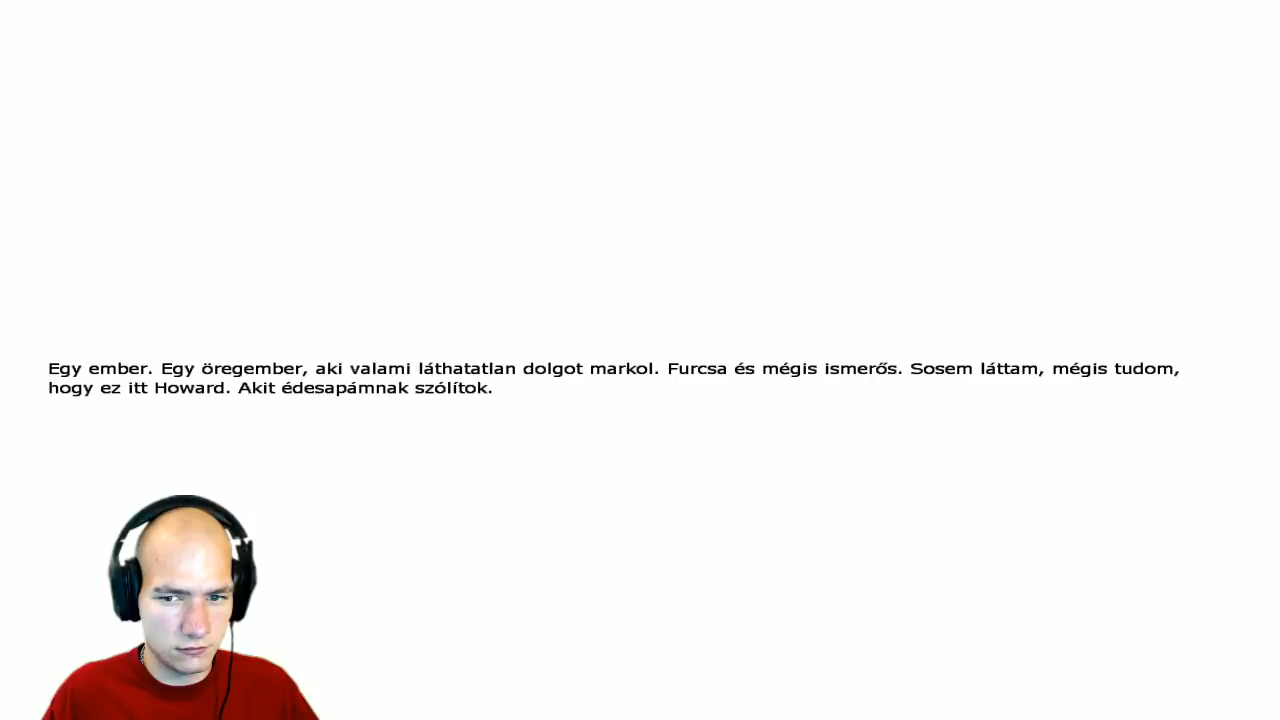 Egy ember. Egy öregember, aki valami láthatatlan dolgot markol. Furcsa és mégis ismerős. Sosem láttam, mégis tudom,
hogy ez itt Howard. Akit édesapámnak szólítok.